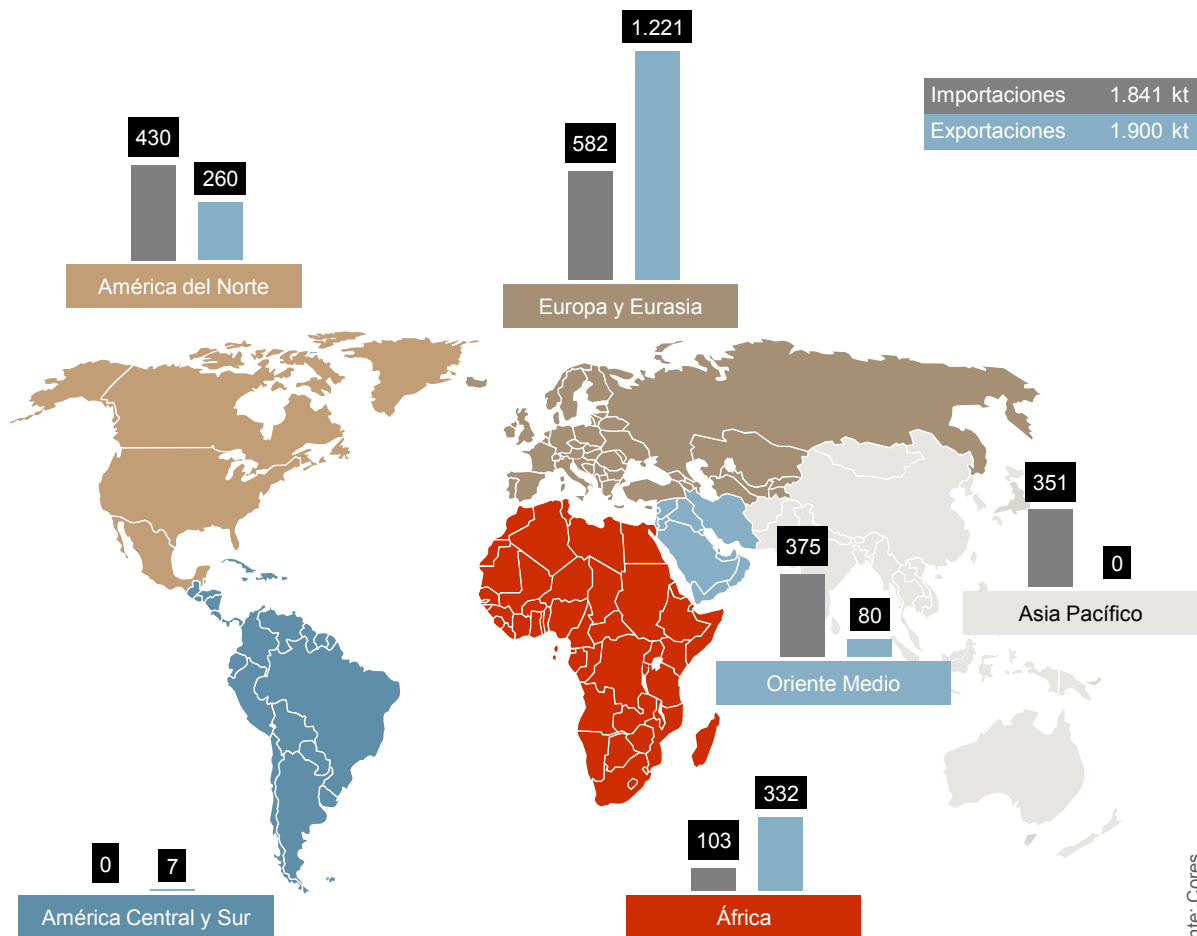 1.221
Importaciones 1.841 kt
Exportaciones 1.900 kt
430
260
582
América del Norte
Europa y Eurasia
351
0
375
80
Asia Pacífico
Oriente Medio
332
103
0
7
América Central y Sur
África
Cores